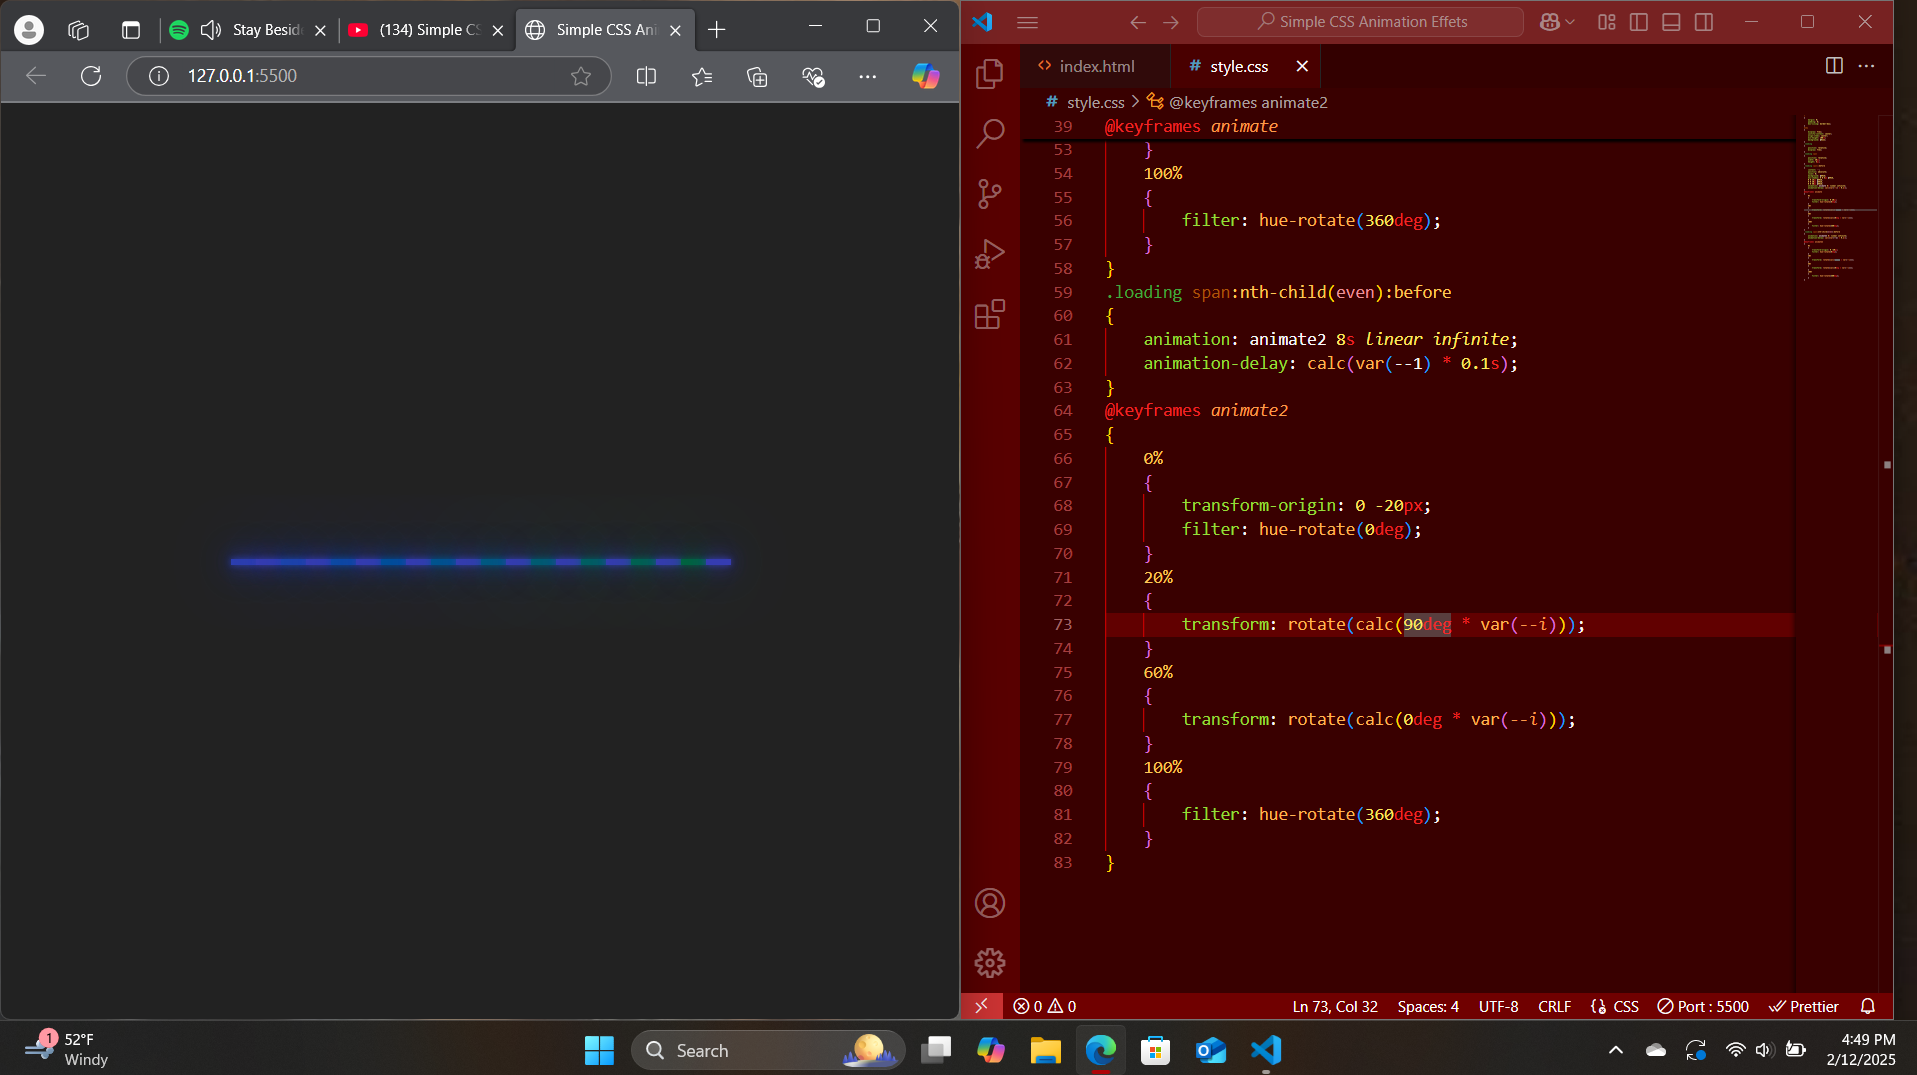 Stay Besid
(134) Simple CS
Simple CSS Ani
127.0.0.1:5500
Simple CSS Animation Effets
index.html
# style.css
# style.css > @keyframes animate2
39 @keyframes animate
53 }
54 100%
55 {
56 filter: hue-rotate(360deg);
57 }
58 }
59 .loading span:nth-child(even):before
60 {
61 animation: animate2 8s linear infinite;
62 animation-delay: calc(var(--1) * 0.1s);
63 }
64 @keyframes animate2
65 {
66 0%
67 {
68 transform-origin: 0 -20px;
69 filter: hue-rotate(0deg);
70 }
71 20%
72 {
73 transform: rotate(calc(90deg * var(--i)));
74 }
75 60%
76 {
77 transform: rotate(calc(0deg * var(--i)));
78 }
79 100%
80 {
81 filter: hue-rotate(360deg);
82 }
83 }
0 0
Ln 73, Col 32
Spaces: 4
UTF-8
CRLF
CSS
Port : 5500
Prettier
1
52°F
Windy
Search
4:49 PM
2/12/2025